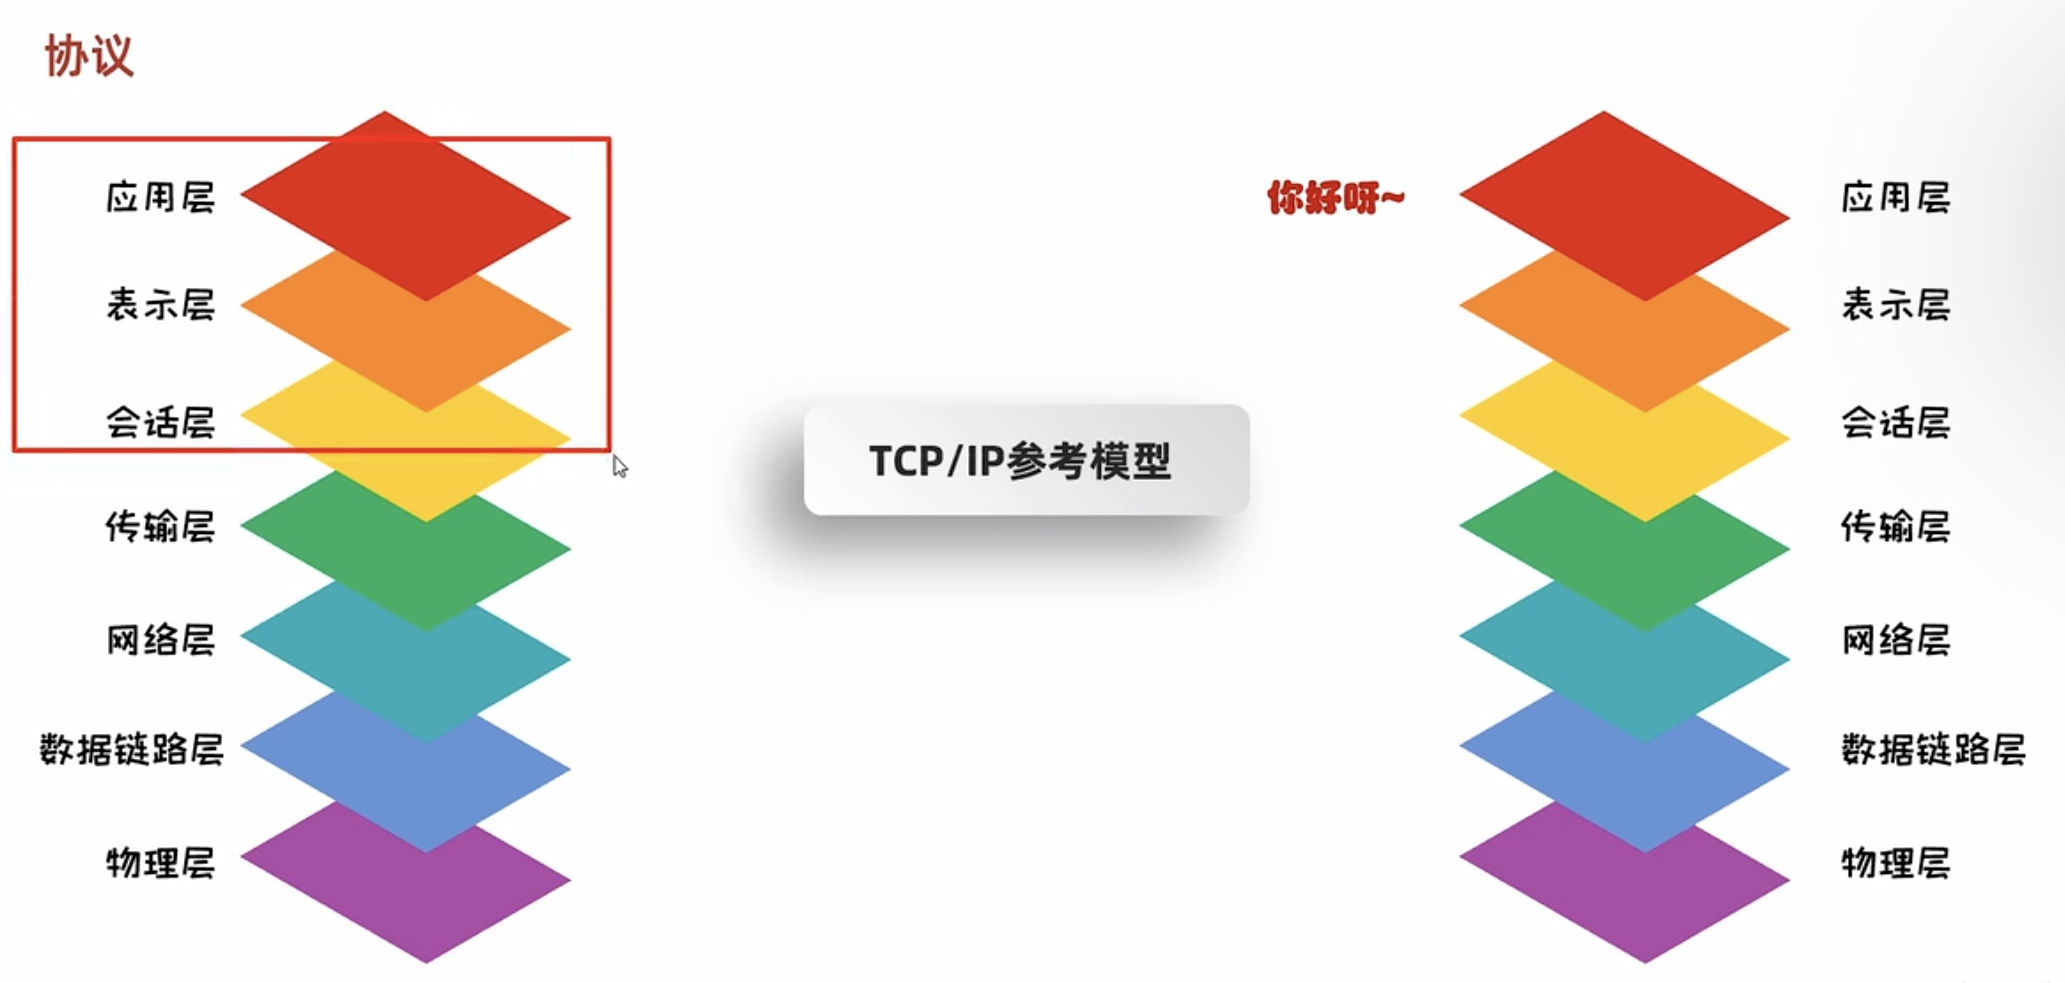 协议
应用层
表示层
会话层
传输层
网络层
数据链路层
物理层
TCP/IP参考模型
你好呀~
应用层
表示层
会话层
传输层
网络层
数据链路层
物理层